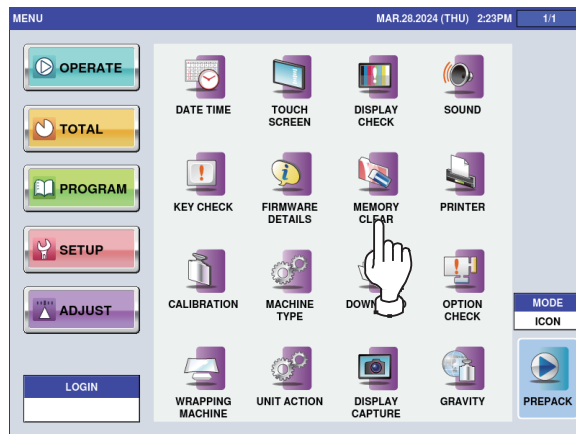 MENU
MAR.28.2024 (THU) 2:23PM
1/1
OPERATE
TOTAL
PROGRAM
SETUP
ADJUST
LOGIN
DATE TIME
TOUCH
SCREEN
DISPLAY
CHECK
SOUND
KEY CHECK
FIRMWARE
DETAILS
MEMORY
CLEAR
PRINTER
CALIBRATION
MACHINE
TYPE
OPTION
CHECK
WRAPPING
MACHINE
UNIT ACTION
DISPLAY
CAPTURE
GRAVITY
MODE
ICON
PREPACK